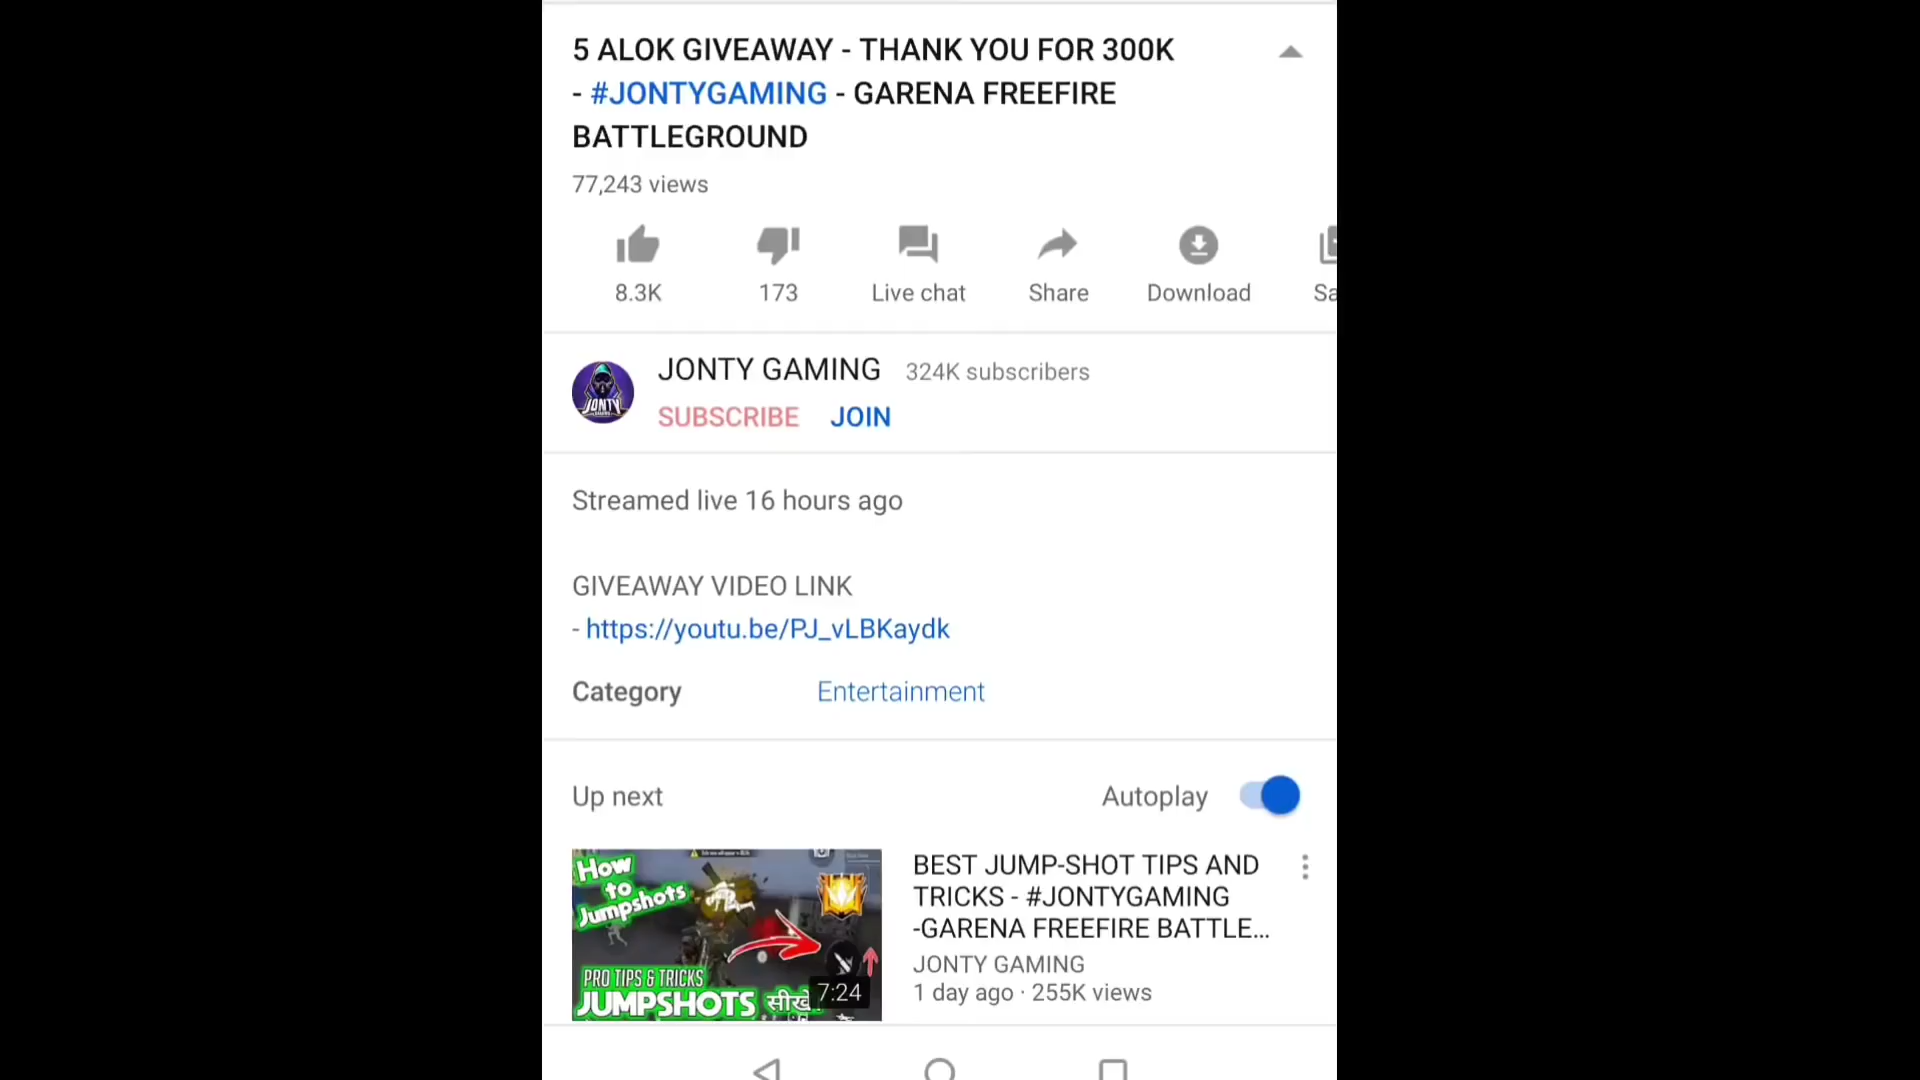 5 ALOK GIVEAWAY - THANK YOU FOR 300K
- #JONTYGAMING - GARENA FREEFIRE
BATTLEGROUND
77,243 views
8.3K
173
Live chat
Share
Download
Sa
JONTY GAMING 324K subscribers
SUBSCRIBE JOIN
Streamed live 16 hours ago
GIVEAWAY VIDEO LINK
- https://youtu.be/PJ_vLBKaydk
Category Entertainment
Up next Autoplay
How
to
Jumpshots
PRO TIPS & TRICKS
JUMPSHOTS सीखे
7:24
BEST JUMP-SHOT TIPS AND
TRICKS - #JONTYGAMING
-GARENA FREEFIRE BATTLE...
JONTY GAMING
1 day ago · 255K views